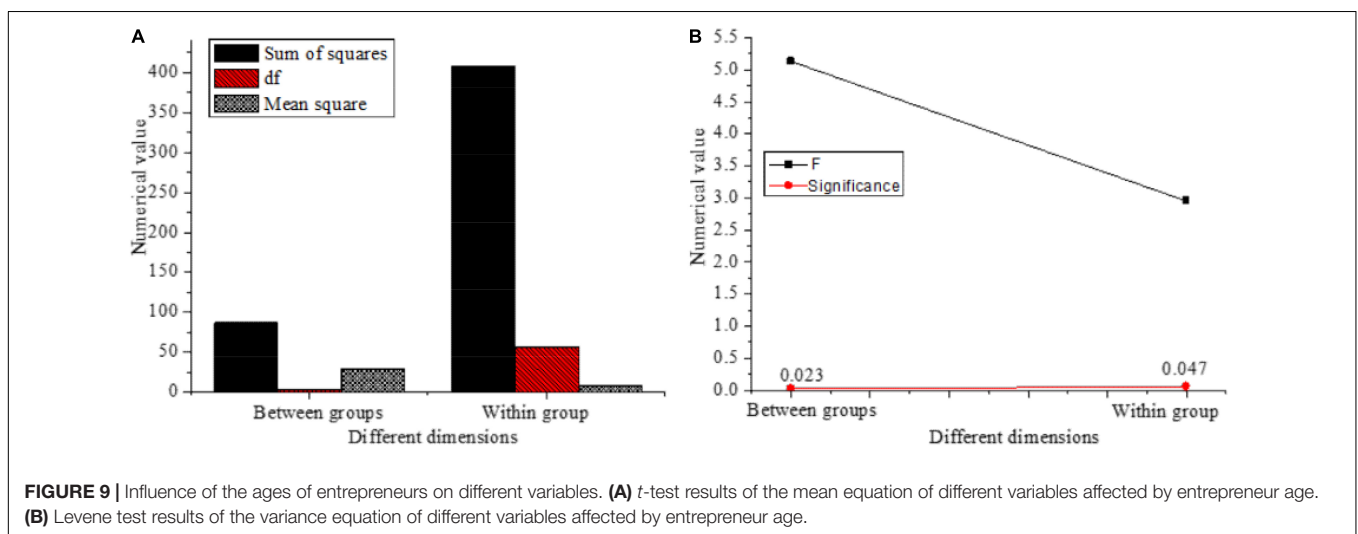 A
Sum of squares
df
Mean square
Numerical value
400
350
300
250
200
150
100
50
0
Between groups
Within group
Different dimensions
B
5.5
5.0
4.5
4.0
3.5
3.0
2.5
2.0
1.5
1.0
0.5
0.0
Numerical value
F
Significance
0.023
0.047
Between groups
Within group
Different dimensions
FIGURE 9 | Influence of the ages of entrepreneurs on different variables. (A) t-test results of the mean equation of different variables affected by entrepreneur age.
(B) Levene test results of the variance equation of different variables affected by entrepreneur age.